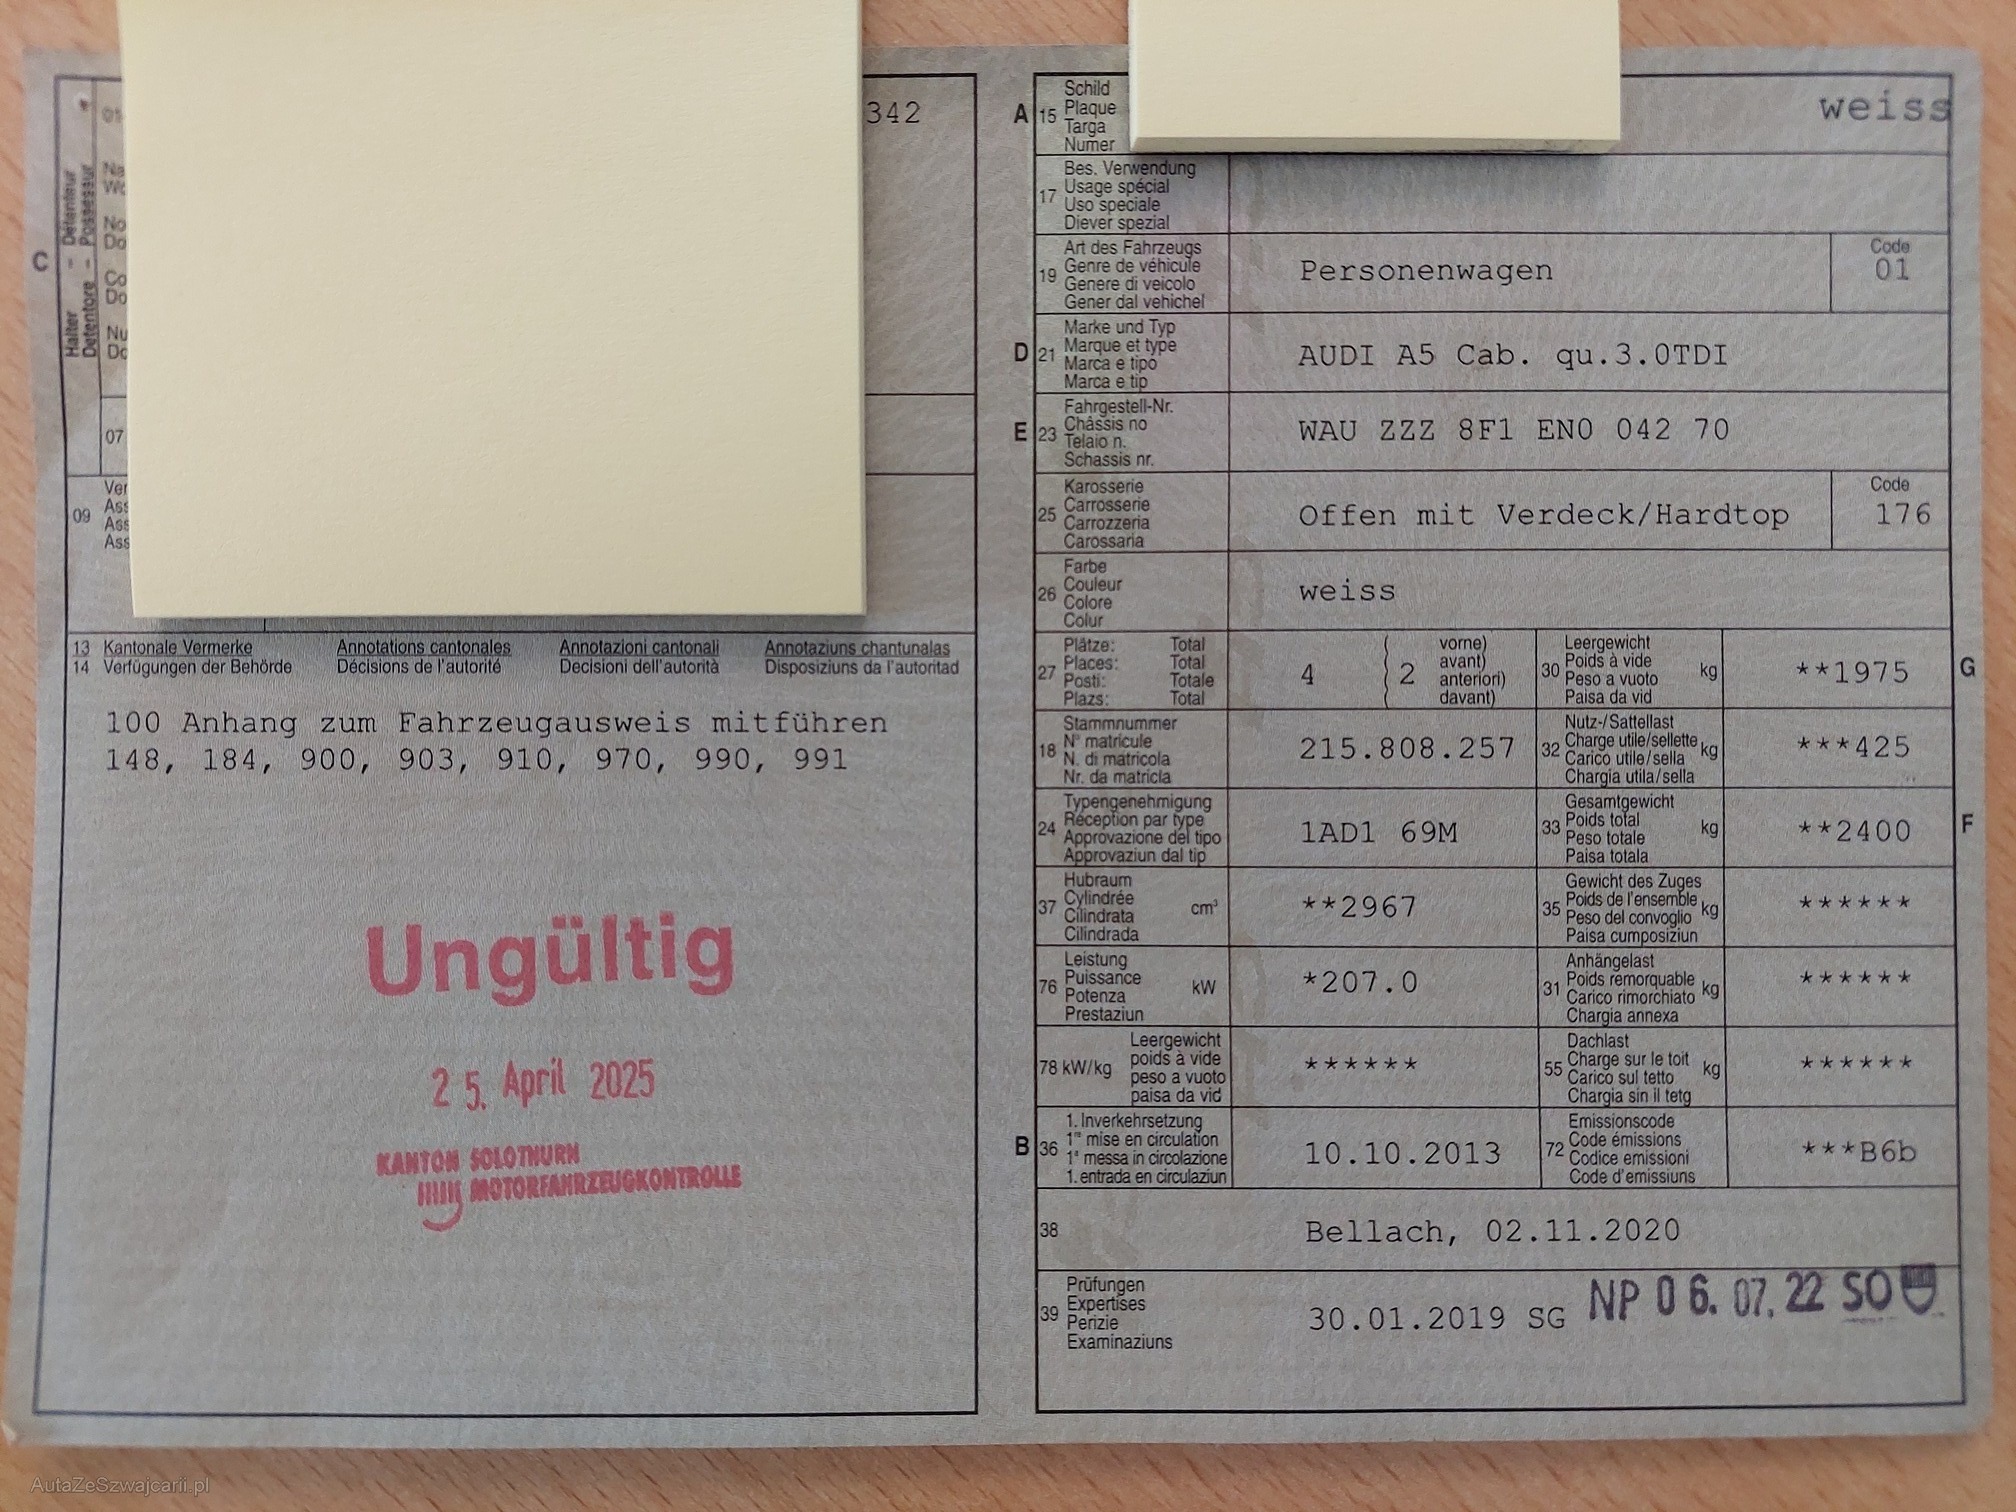 342
C
Halter - Détenteur
Detentore - Possessur
01
07
09
13 Kantonale Vermerke Annotations cantonales Annotazioni cantonali Annotaziuns chantunalas
14 Verfügungen der Behörde Décisions de l'autorité Decisioni dell'autorità Disposiziuns da l'autoritad
100 Anhang zum Fahrzeugausweis mitführen
148, 184, 900, 903, 910, 970, 990, 991
Ungültig
25. April 2025
KANTON SOLOTHURN
MOTORFAHRZEUGKONTROLLE
A 15 Schild
Plaque
Targa
Numer
weiss
17 Bes. Verwendung
Usage spécial
Uso speciale
Diever spezial
19 Art des Fahrzeugs
Genre de véhicule
Genere di veicolo
Gener dal vehichel
Personenwagen
Code
01
D 21 Marke und Typ
Marque et type
Marca e tipo
Marca e tip
AUDI A5 Cab. qu.3.0TDI
E 23 Fahrgestell-Nr.
Châssis no
Telaio n.
Schassis nr.
WAU ZZZ 8F1 EN0 042 70
25 Karosserie
Carrosserie
Carrozzeria
Carossaria
Offen mit Verdeck/Hardtop
Code
176
26 Farbe
Couleur
Colore
Colur
weiss
27 Plätze: Total
Places: Total
Posti: Totale
Plazs: Total
4 2
vorne)
avant)
anteriori)
davant)
30 Leergewicht
Poids à vide kg
Peso a vuoto
Paisa da vid
**1975 G
18 Stammnummer
N° matricule
N. di matricola
Nr. da matricla
215.808.257
32 Nutz-/Sattellast
Charge utile/sellette kg
Carico utile/sella
Chargia utila/sella
***425
24 Typengenehmigung
Réception par type
Approvazione del tipo
Approvaziun dal tip
1AD1 69M
33 Gesamtgewicht
Poids total kg
Peso totale
Paisa totala
**2400 F
37 Hubraum
Cylindrée cm³
Cilindrata
Cilindrada
**2967
35 Gewicht des Zuges
Poids de l'ensemble kg
Peso del convoglio
Paisa cumposiziun
******
76 Leistung
Puissance kW
Potenza
Prestaziun
*207.0
31 Anhängelast
Poids remorquable kg
Carico rimorchiato
Chargia annexa
******
78 kW/kg Leergewicht
poids à vide
peso a vuoto
paisa da vid
******
55 Dachlast
Charge sur le toit kg
Carico sul tetto
Chargia sin il tetg
******
B 36 1. Inverkehrsetzung
1re mise en circulation
1a messa in circolazione
1. entrada en circulaziun
10.10.2013
72 Emissionscode
Code émissions
Codice emissioni
Code d'emissiuns
***B6b
38 Bellach, 02.11.2020
39 Prüfungen
Expertises
Perizie
Examinaziuns
30.01.2019 SG NP 06.07.22 SO
AutaZeSzwajcarii.pl